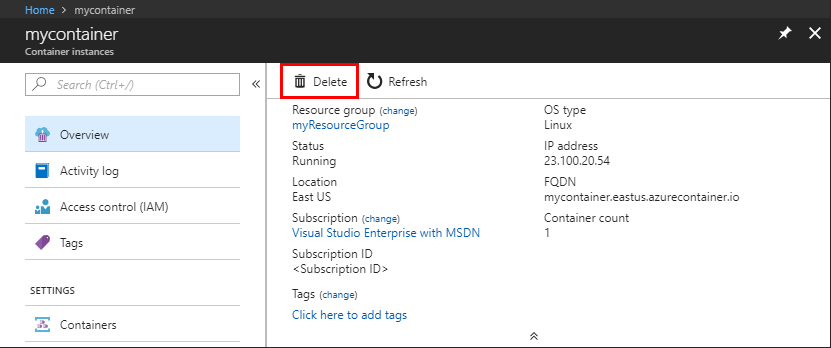 Home > mycontainer
mycontainer
Container instances
Search (Ctrl+/)
«
Overview
Activity log
Access control (IAM)
Tags
SETTINGS
Containers
Delete Refresh
Resource group (change)
myResourceGroup
Status
Running
Location
East US
Subscription (change)
Visual Studio Enterprise with MSDN
Subscription ID
<Subscription ID>
Tags (change)
Click here to add tags
OS type
Linux
IP address
23.100.20.54
FQDN
mycontainer.eastus.azurecontainer.io
Container count
1